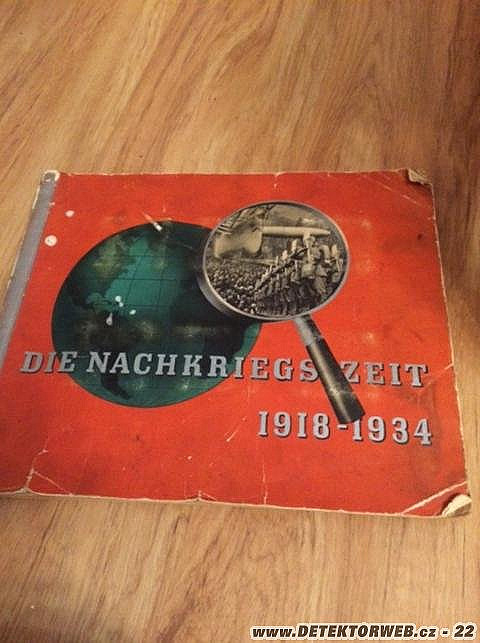 DIE NACHKRIEGSZEIT
1918-1934
www.DETEKTORWEB.cz - 22